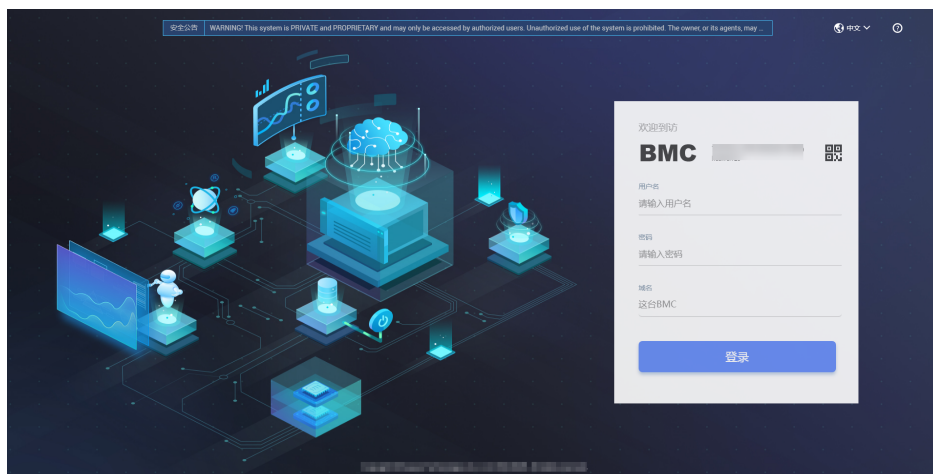 安全公告 WARNING! This system is PRIVATE and PROPRIETARY and may only be accessed by authorized users. Unauthorized use of the system is prohibited. The owner, or its agents, may ...
中文
欢迎到访
BMC
用户名
请输入用户名
密码
请输入密码
域名
这台BMC
登录